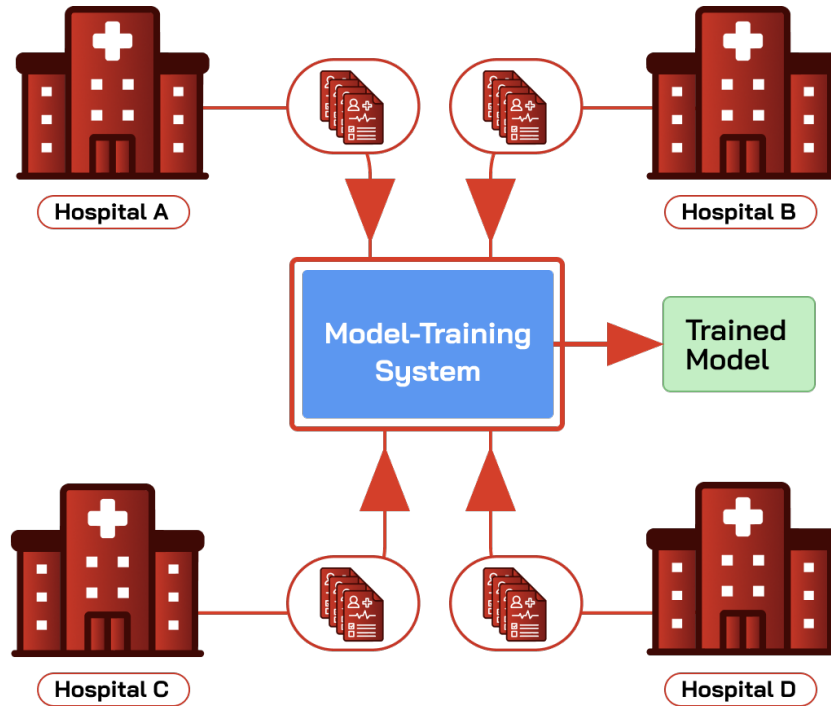 Hospital A
Hospital B
Model-Training
System
Trained
Model
Hospital C
Hospital D